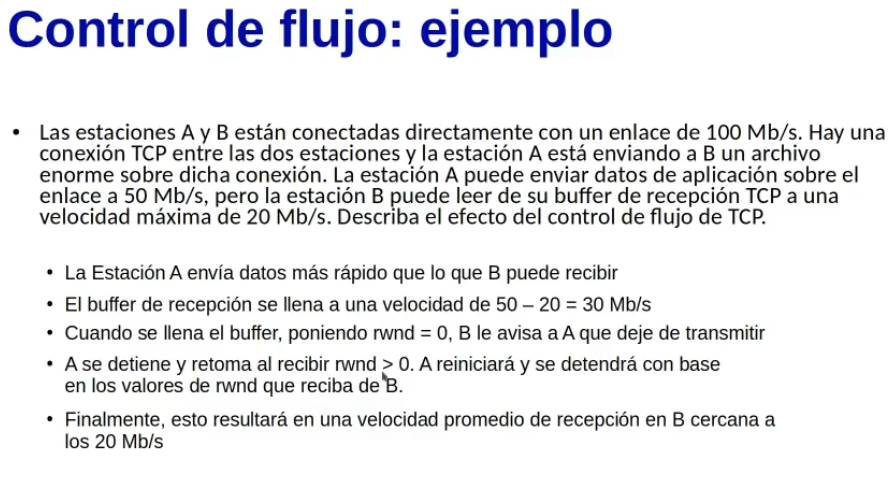 Control de flujo: ejemplo
• Las estaciones A y B están conectadas directamente con un enlace de 100 Mb/s. Hay una
conexión TCP entre las dos estaciones y la estación A está enviando a B un archivo
enorme sobre dicha conexión. La estación A puede enviar datos de aplicación sobre el
enlace a 50 Mb/s, pero la estación B puede leer de su buffer de recepción TCP a una
velocidad máxima de 20 Mb/s. Describa el efecto del control de flujo de TCP.
• La Estación A envía datos más rápido que lo que B puede recibir
• El buffer de recepción se llena a una velocidad de 50 – 20 = 30 Mb/s
• Cuando se llena el buffer, poniendo rwnd = 0, B le avisa a A que deje de transmitir
• A se detiene y retoma al recibir rwnd > 0. A reiniciará y se detendrá con base
en los valores de rwnd que reciba de B.
• Finalmente, esto resultará en una velocidad promedio de recepción en B cercana a
los 20 Mb/s